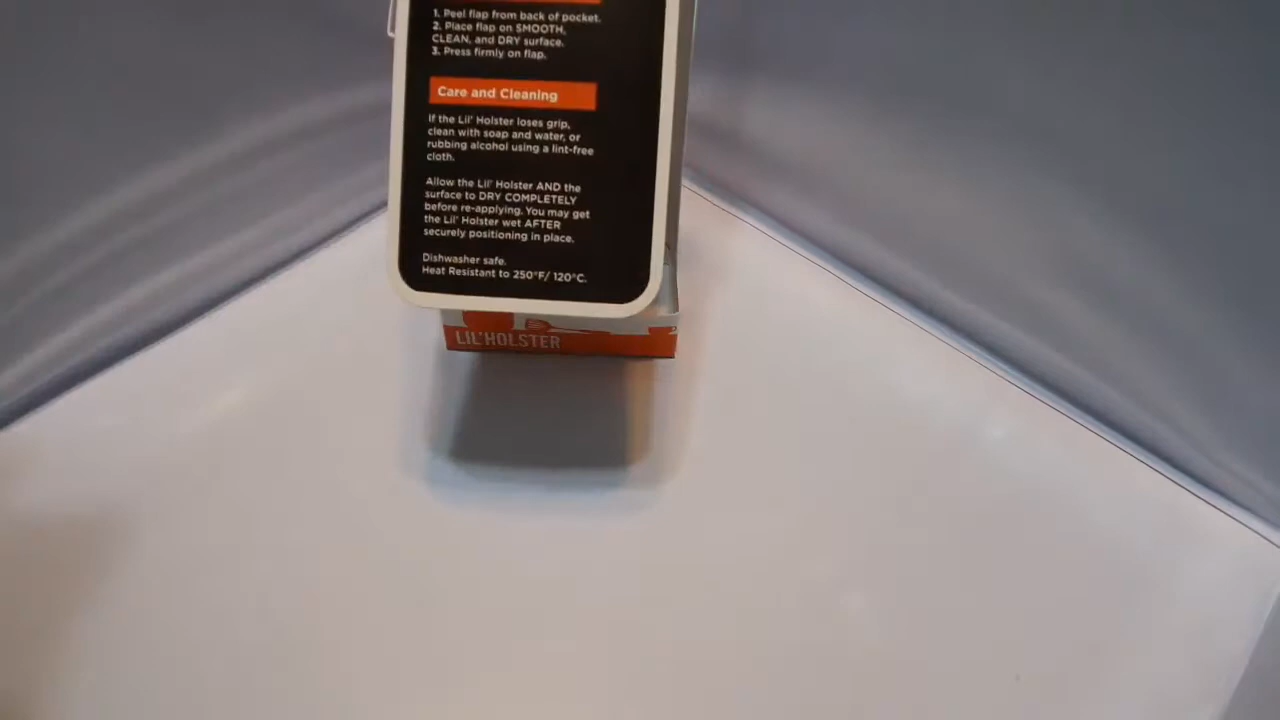 1. Peel flap from back of pocket.
2. Place flap on SMOOTH,
CLEAN, and DRY surface.
3. Press firmly on flap.
Care and Cleaning
If the Lil' Holster loses grip,
clean with soap and water, or
rubbing alcohol using a lint-free
cloth.
Allow the Lil' Holster AND the
surface to DRY COMPLETELY
before re-applying. You may get
the Lil' Holster wet AFTER
securely positioning in place.
Dishwasher safe.
Heat Resistant to 250°F/ 120°C.
LIL'HOLSTER